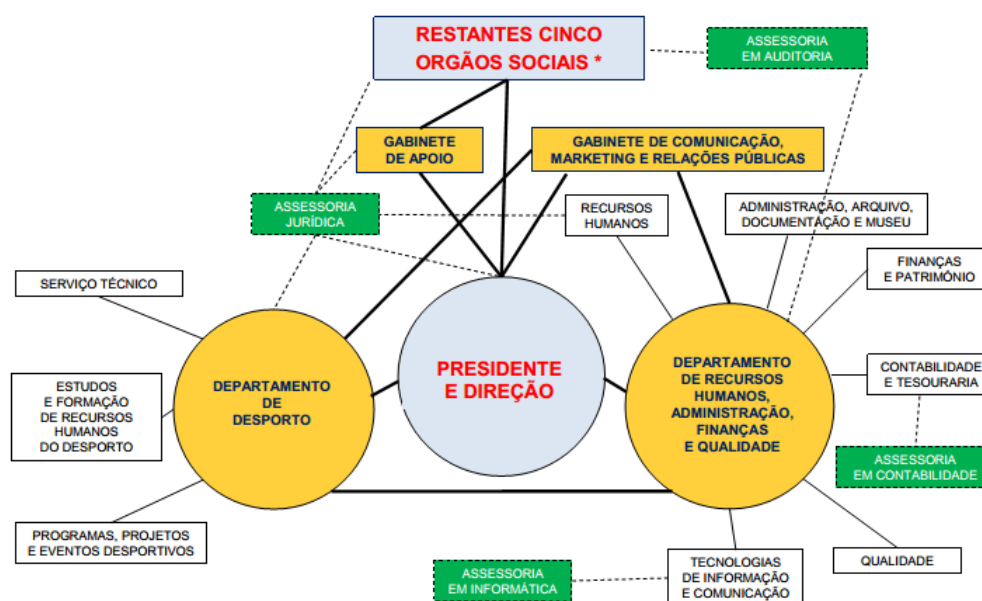 RESTANTES CINCO
ORGÃOS SOCIAIS *
ASSESSORIA
EM AUDITORIA
GABINETE
DE APOIO
GABINETE DE COMUNICAÇÃO,
MARKETING E RELAÇÕES PÚBLICAS
ASSESSORIA
JURÍDICA
RECURSOS
HUMANOS
ADMINISTRAÇÃO, ARQUIVO,
DOCUMENTAÇÃO E MUSEU
SERVIÇO TÉCNICO
FINANÇAS
E PATRIMÓNIO
PRESIDENTE
E DIREÇÃO
DEPARTAMENTO
DE
DESPORTO
DEPARTAMENTO
DE RECURSOS
HUMANOS,
ADMINISTRAÇÃO,
FINANÇAS
E QUALIDADE
CONTABILIDADE
E TESOURARIA
ESTUDOS
E FORMAÇÃO
DE RECURSOS
HUMANOS
DO DESPORTO
ASSESSORIA
EM CONTABILIDADE
PROGRAMAS, PROJETOS
E EVENTOS DESPORTIVOS
ASSESSORIA
EM INFORMÁTICA
TECNOLOGIAS
DE INFORMAÇÃO
E COMUNICAÇÃO
QUALIDADE